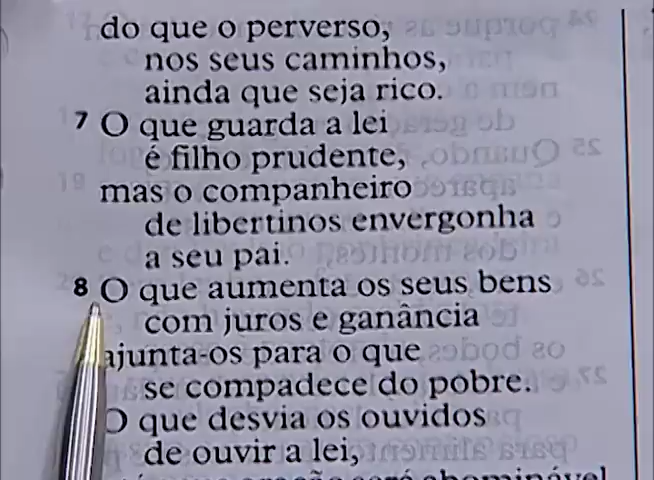 do que o perverso,
nos seus caminhos,
ainda que seja rico.
7 O que guarda a lei
é filho prudente,
mas o companheiro
de libertinos envergonha
a seu pai.
8 O que aumenta os seus bens
com juros e ganância
ajunta-os para o que
se compadece do pobre.
O que desvia os ouvidos
de ouvir a lei,
será abominável